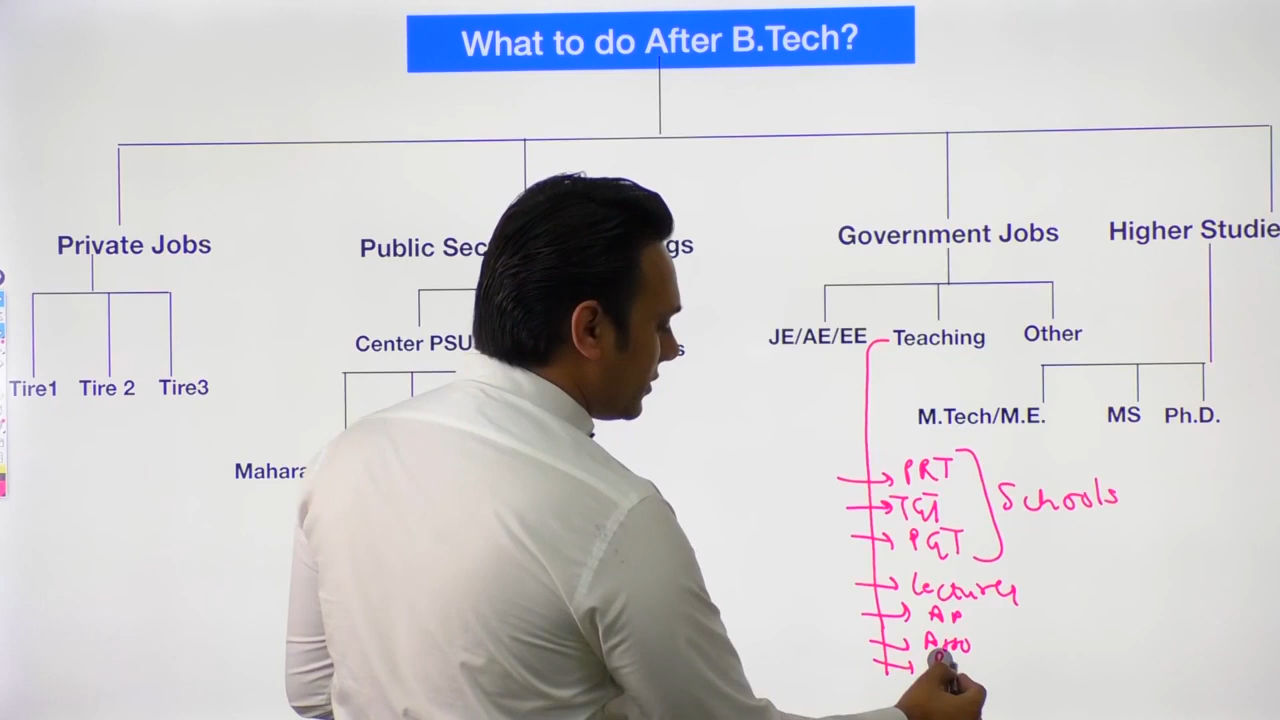 What to do After B.Tech?
Private Jobs
Public Sec
gs
Government Jobs
Higher Studie
Tire1
Tire 2
Tire3
Center PSU
s
JE/AE/EE
Teaching
Other
Mahara
M.Tech/M.E.
MS
Ph.D.
PRT
TGT
PGT
Schools
AP